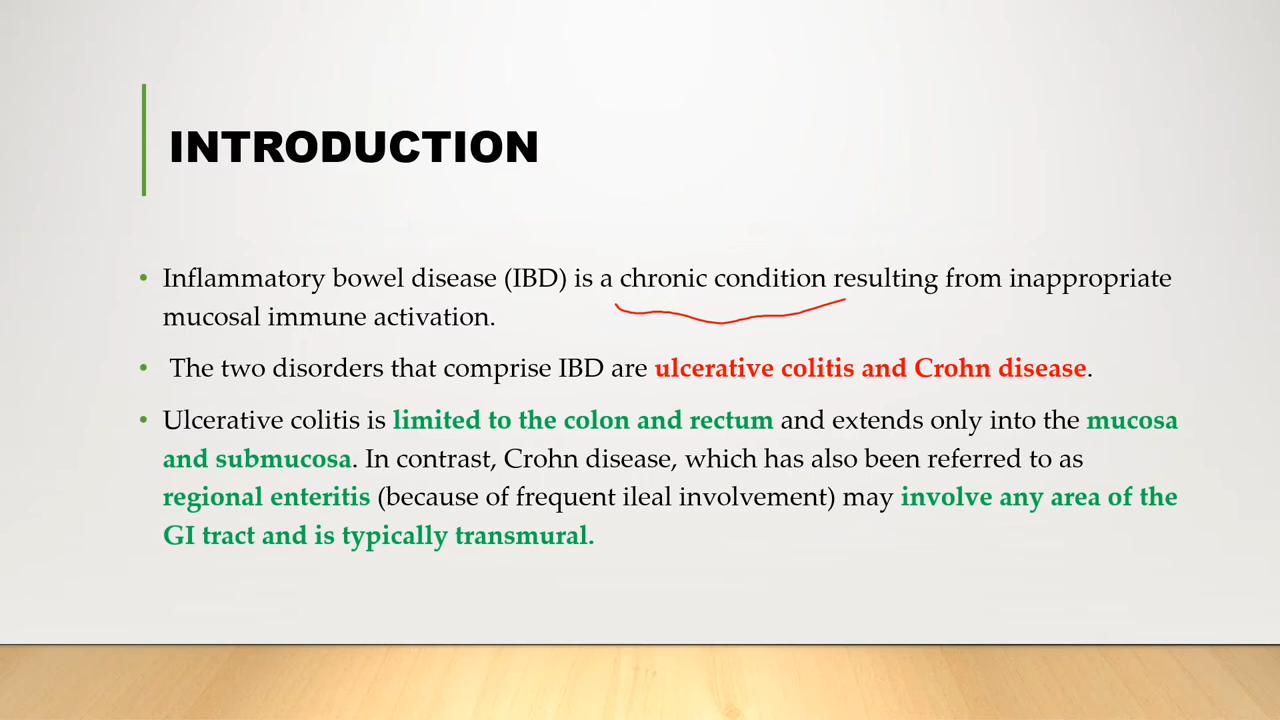 INTRODUCTION
• Inflammatory bowel disease (IBD) is a chronic condition resulting from inappropriate
mucosal immune activation.
• The two disorders that comprise IBD are ulcerative colitis and Crohn disease.
• Ulcerative colitis is limited to the colon and rectum and extends only into the mucosa
and submucosa. In contrast, Crohn disease, which has also been referred to as
regional enteritis (because of frequent ileal involvement) may involve any area of the
GI tract and is typically transmural.